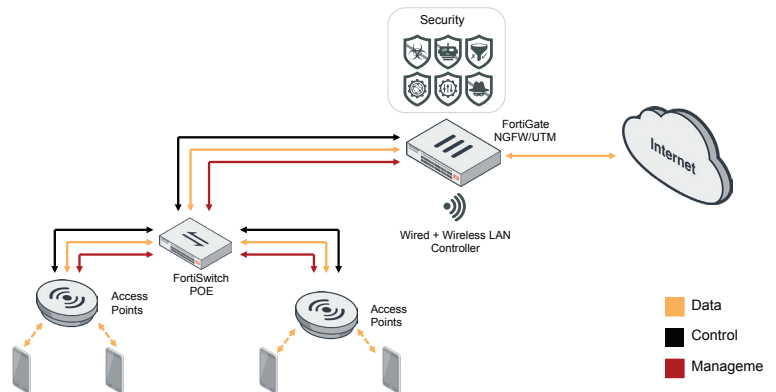 Security
FortiGate
NGFW/UTM
Internet
Wired + Wireless LAN
Controller
FortiSwitch
POE
Access
Points
Access
Points
Data
Control
Manageme